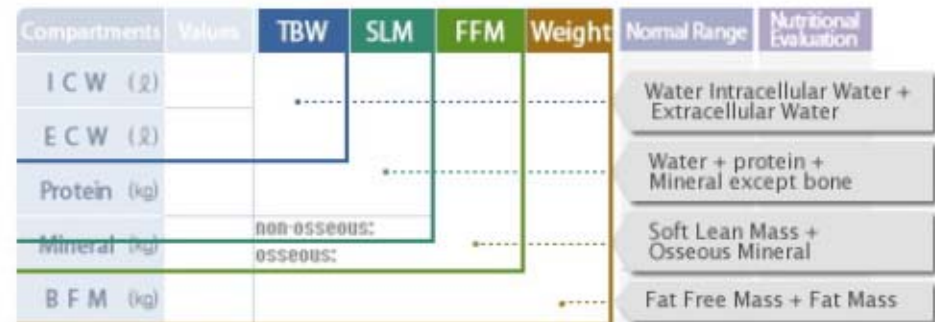 Compartments Values TBW SLM FFM Weight Normal Range Nutritional
Evaluation
I C W (ℓ)
Water Intracellular Water +
Extracellular Water
E C W (ℓ)
Protein (kg)
Water + protein +
Mineral except bone
Mineral (kg)
non-osseous:
osseous:
Soft Lean Mass +
Osseous Mineral
B F M (kg)
Fat Free Mass + Fat Mass